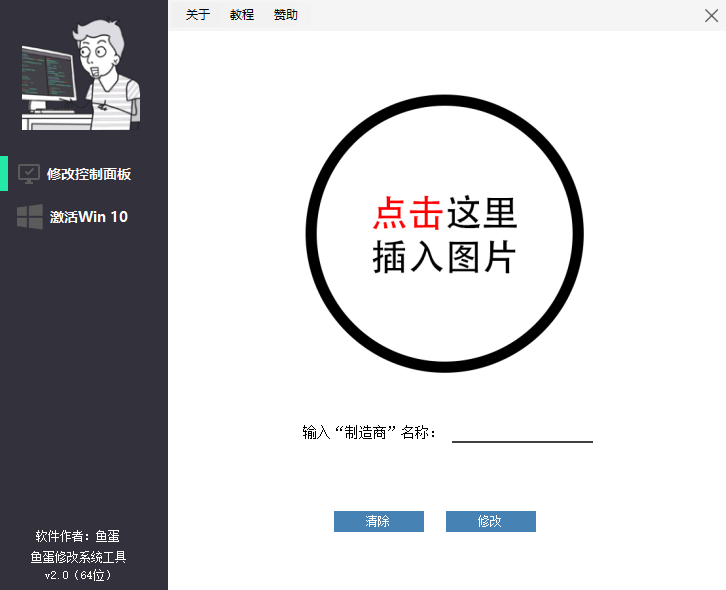 关于 教程 赞助
修改控制面板
激活Win 10
点击这里
插入图片
输入“制造商”名称：
清除 修改
软件作者：鱼蛋
鱼蛋修改系统工具
v2.0（64位）